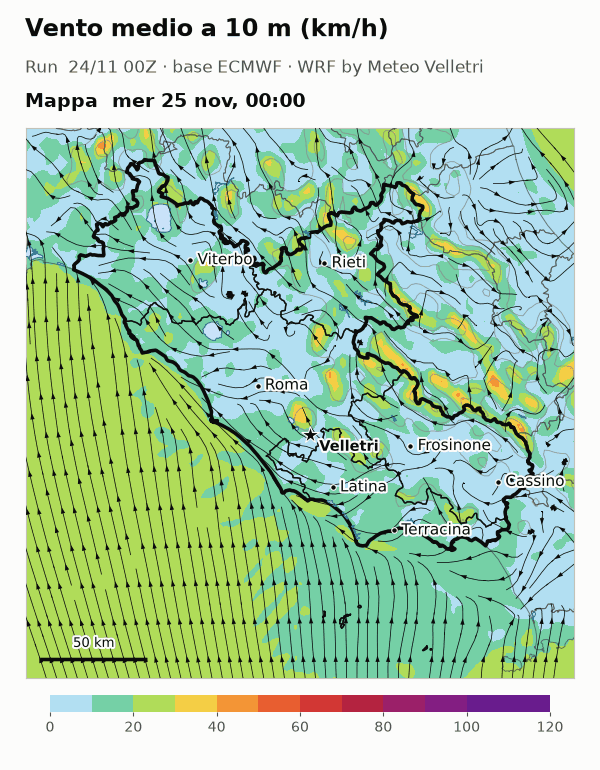 Vento medio a 10 m (km/h)
Run 24/11 00Z · base ECMWF · WRF by Meteo Velletri
Mappa mer 25 nov, 00:00
Viterbo
Rieti
Roma
Velletri
Frosinone
Cassino
Latina
Terracina
50 km
0 20 40 60 80 100 120